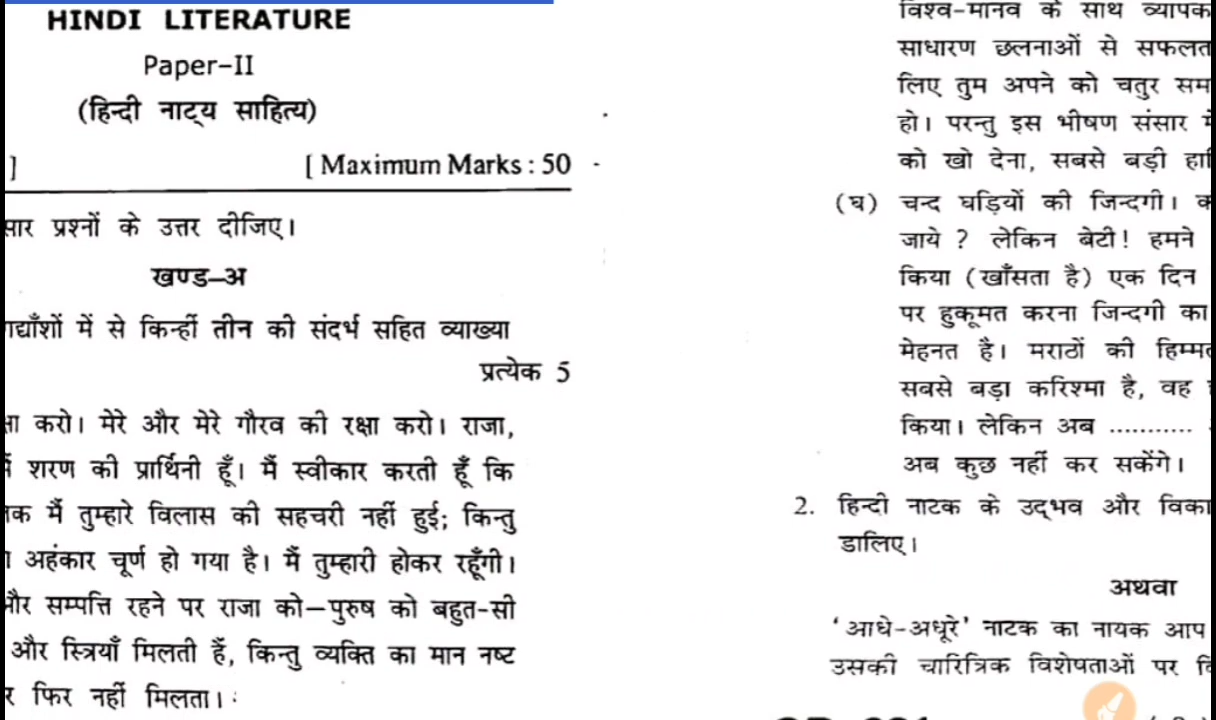 HINDI LITERATURE
Paper-II
(हिन्दी नाट्य साहित्य)
] [ Maximum Marks : 50
प्रश्नों के उत्तर दीजिए।
खण्ड–अ
में से किन्हीं तीन की संदर्भ सहित व्याख्या
प्रत्येक 5
करो। मेरे और मेरे गौरव की रक्षा करो। राजा,
शरण की प्रार्थिनी हूँ। मैं स्वीकार करती हूँ कि
मैं तुम्हारे विलास की सहचरी नहीं हुई; किन्तु
अहंकार चूर्ण हो गया है। मैं तुम्हारी होकर रहूँगी।
सम्पत्ति रहने पर राजा को–पुरुष को बहुत-सी
और स्त्रियाँ मिलती हैं, किन्तु व्यक्ति का मान नष्ट
फिर नहीं मिलता।
विश्व-मानव के साथ व्यापक
साधारण छलनाओं से
लिए तुम अपने को चतुर
हो। परन्तु इस भीषण संसार
को खो देना, सबसे बड़ी
(घ) चन्द घड़ियों की जिन्दगी।
जाये ? लेकिन बेटी! हमने
किया (खाँसता है) एक दिन
पर हुकूमत करना जिन्दगी का
मेहनत है। मराठों की
सबसे बड़ा करिश्मा है, वह
किया। लेकिन अब ...........
अब कुछ नहीं कर सकेंगे।
2. हिन्दी नाटक के उद्भव और
डालिए।
अथवा
'आधे-अधूरे' नाटक का नायक आप
उसकी चारित्रिक विशेषताओं पर